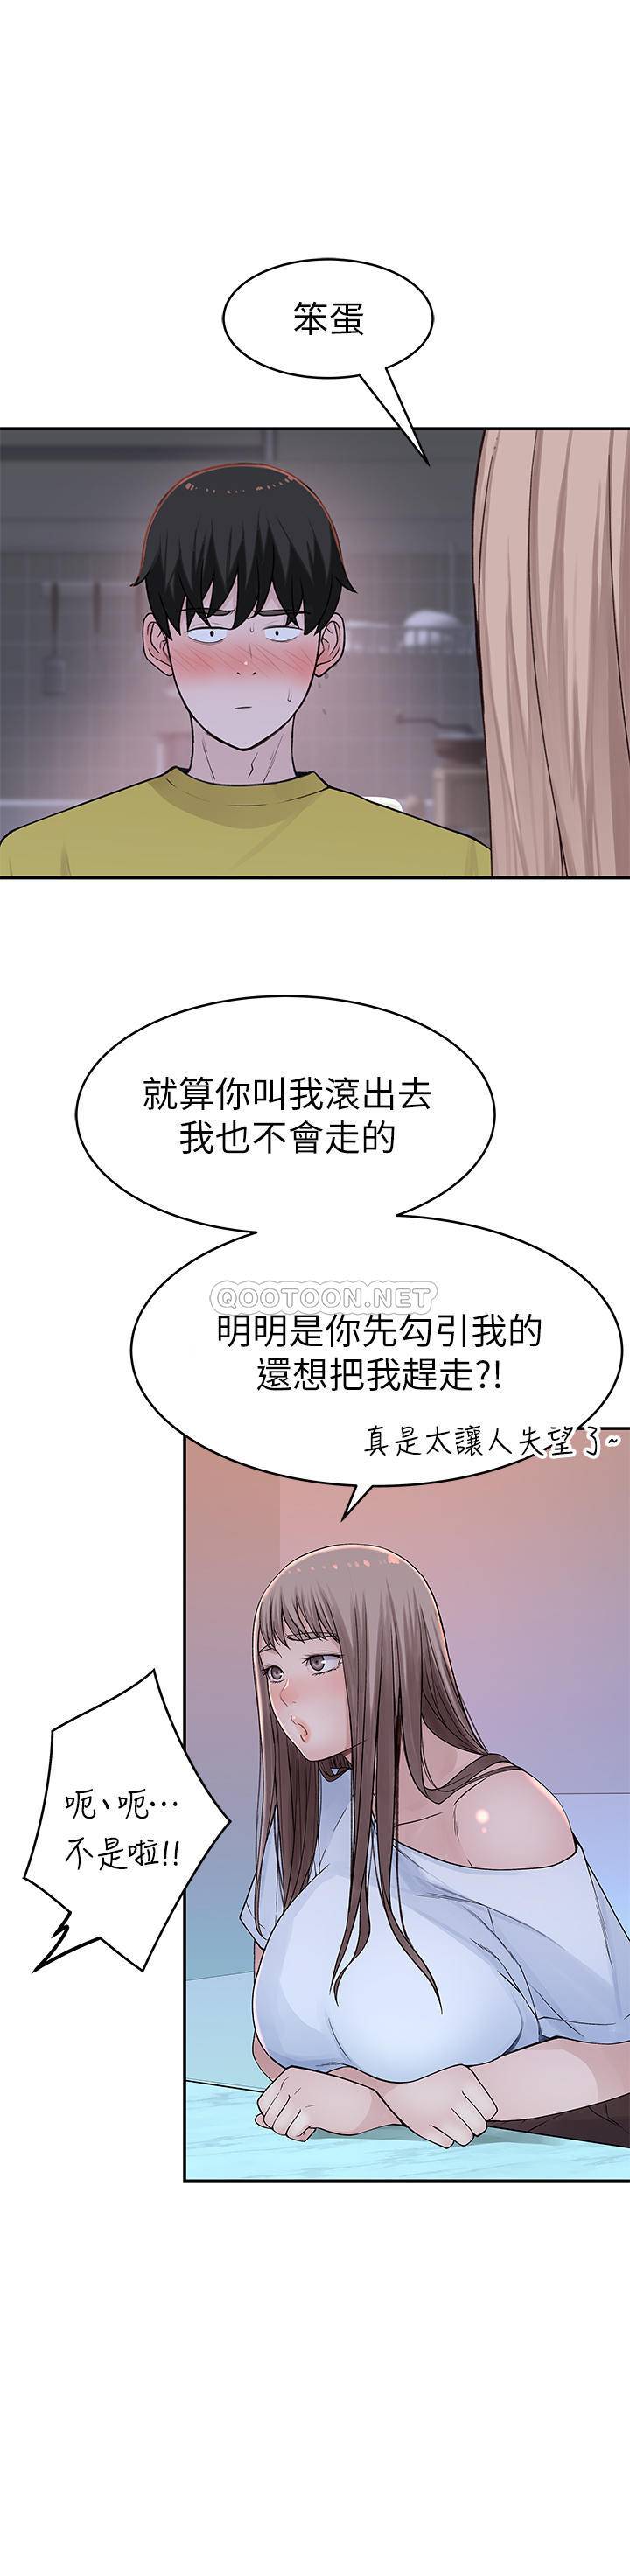 笨蛋
就算你叫我滾出去
我也不會走的
QOOTOON.NET
明明是你先勾引我的
還想把我趕走?!
真是太讓人失望了~
呃、呃…
不是啦!!